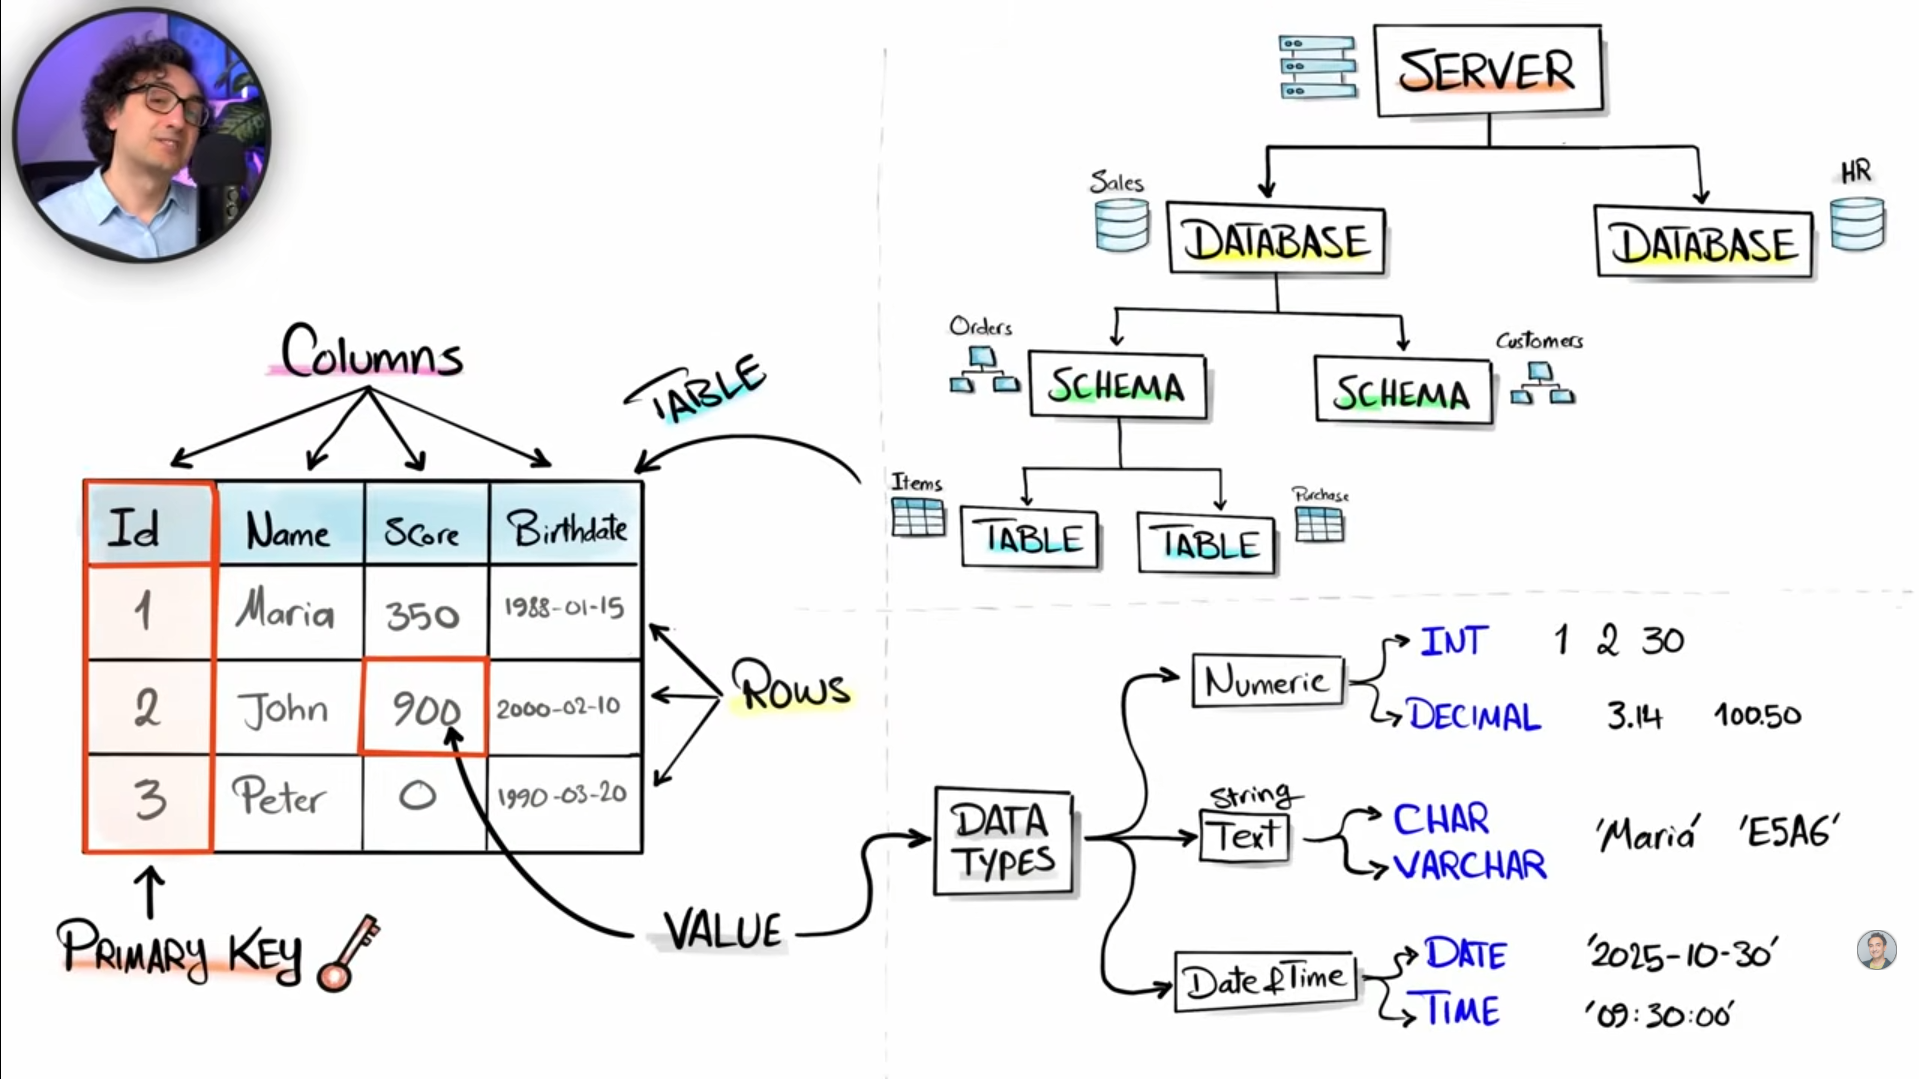 SERVER
Sales
HR
DATABASE
DATABASE
Orders
Customers
SCHEMA
SCHEMA
Items
Purchase
TABLE
TABLE
Columns
TABLE
Id Name Score Birthdate
1 Maria 350 1988-01-15
2 John 900 2000-02-10
3 Peter 0 1990-03-20
ROWS
PRIMARY KEY
VALUE
DATA
TYPES
Numeric
INT 1 2 30
DECIMAL 3.14 100.50
String
Text
CHAR
VARCHAR
'Maria' 'E5A6'
Date & Time
DATE '2025-10-30'
TIME '09:30:00'